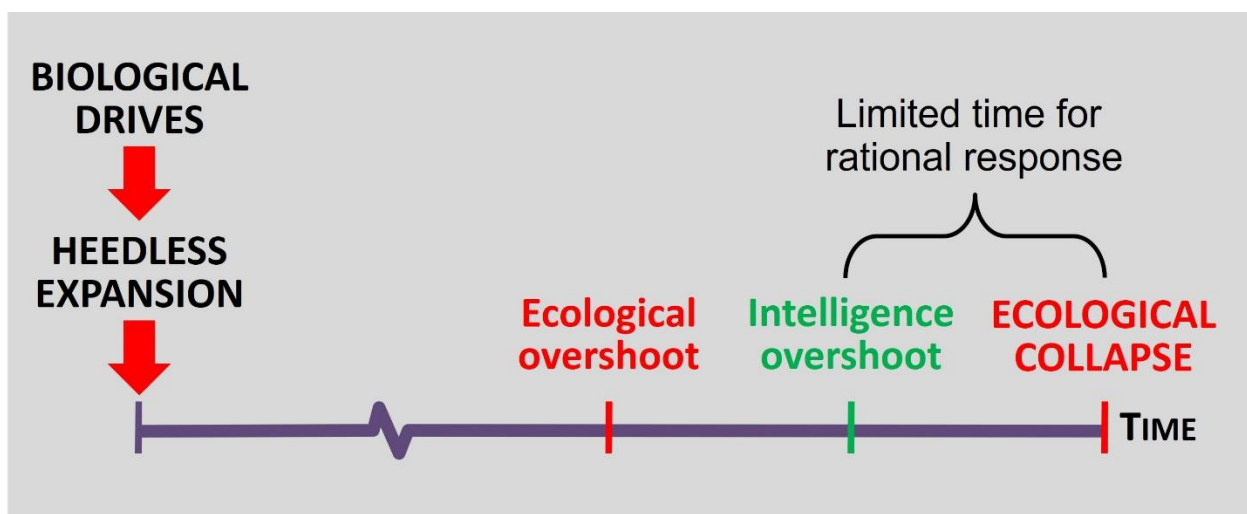 BIOLOGICAL
DRIVES
HEEDLESS
EXPANSION
Limited time for
rational response
Ecological
overshoot
Intelligence
overshoot
ECOLOGICAL
COLLAPSE
TIME